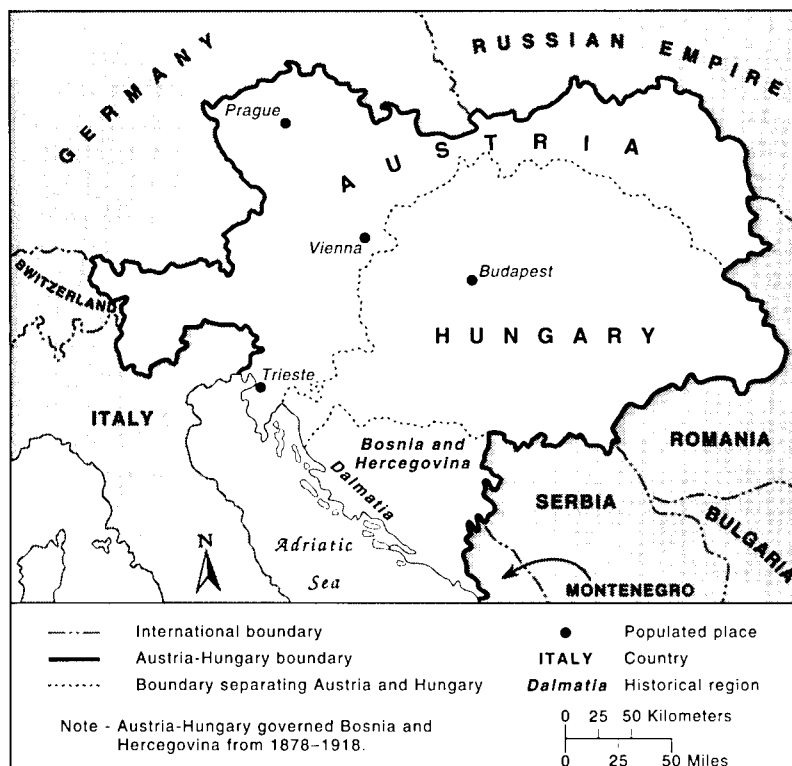 GERMANY
RUSSIAN EMPIRE
Prague
AUSTRIA
Vienna
Budapest
SWITZERLAND
HUNGARY
Trieste
ITALY
Bosnia and
Hercegovina
ROMANIA
Dalmatia
SERBIA
BULGARIA
N
Adriatic
Sea
MONTENEGRO
International boundary
Austria-Hungary boundary
Boundary separating Austria and Hungary
Note - Austria-Hungary governed Bosnia and
Hercegovina from 1878–1918.
Populated place
ITALY Country
Dalmatia Historical region
0 25 50 Kilometers
0 25 50 Miles